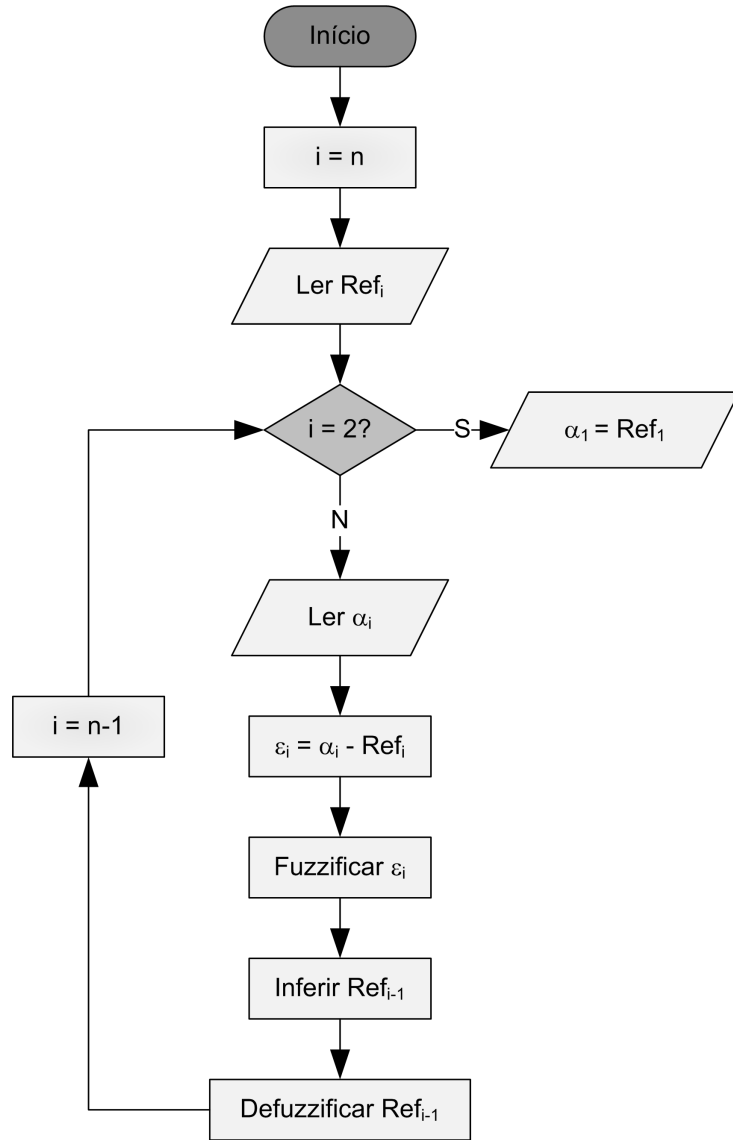 Início
i = n
Ler Refᵢ
i = 2?
S
α₁ = Ref₁
N
Ler αᵢ
i = n-1
εᵢ = αᵢ - Refᵢ
Fuzzificar εᵢ
Inferir Refᵢ₋₁
Defuzzificar Refᵢ₋₁